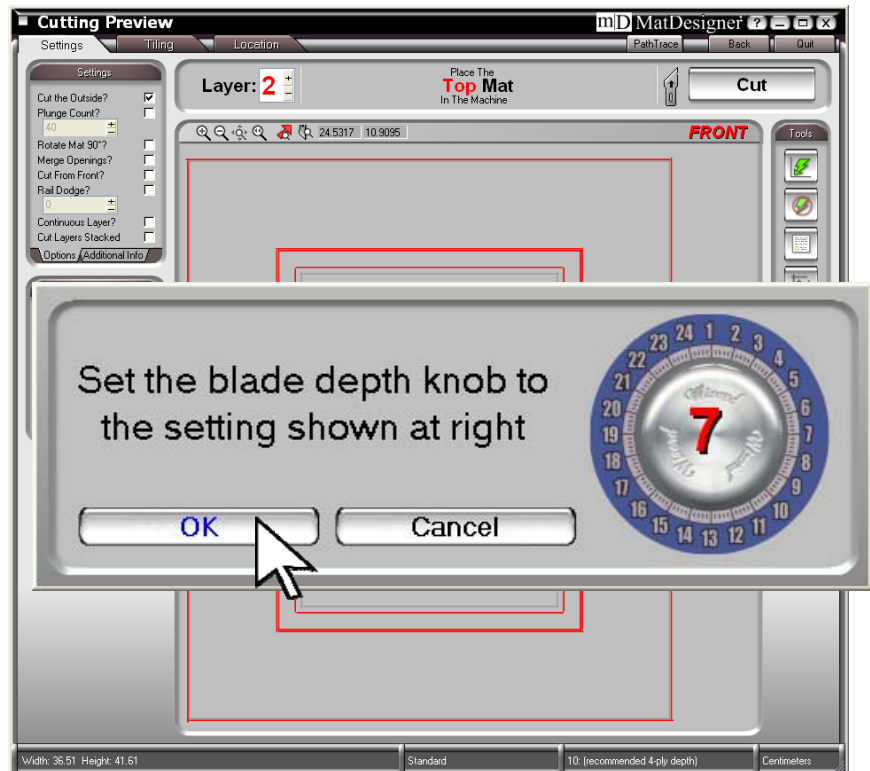 Cutting Preview
mD MatDesigner
Settings
Tiling
Location
PathTrace
Back
Quit
Settings
Cut the Outside?
Plunge Count?
40
Rotate Mat 90°?
Merge Openings?
Cut From Front?
Rail Dodge?
0
Continuous Layer?
Cut Layers Stacked
Options
Additional Info
Layer: 2
Place The
Top Mat
In The Machine
0
Cut
24.5317 10.9095
FRONT
Tools
Set the blade depth knob to
the setting shown at right
OK
Cancel
1 2 3 4 5 6 7 8 9 10 11 12 13 14 15 16 17 18 19 20 21 22 23 24
Wizard
Wizard
Wizard
7
Width: 36.51 Height: 41.61
Standard
10: (recommended 4-ply depth)
Centimeters